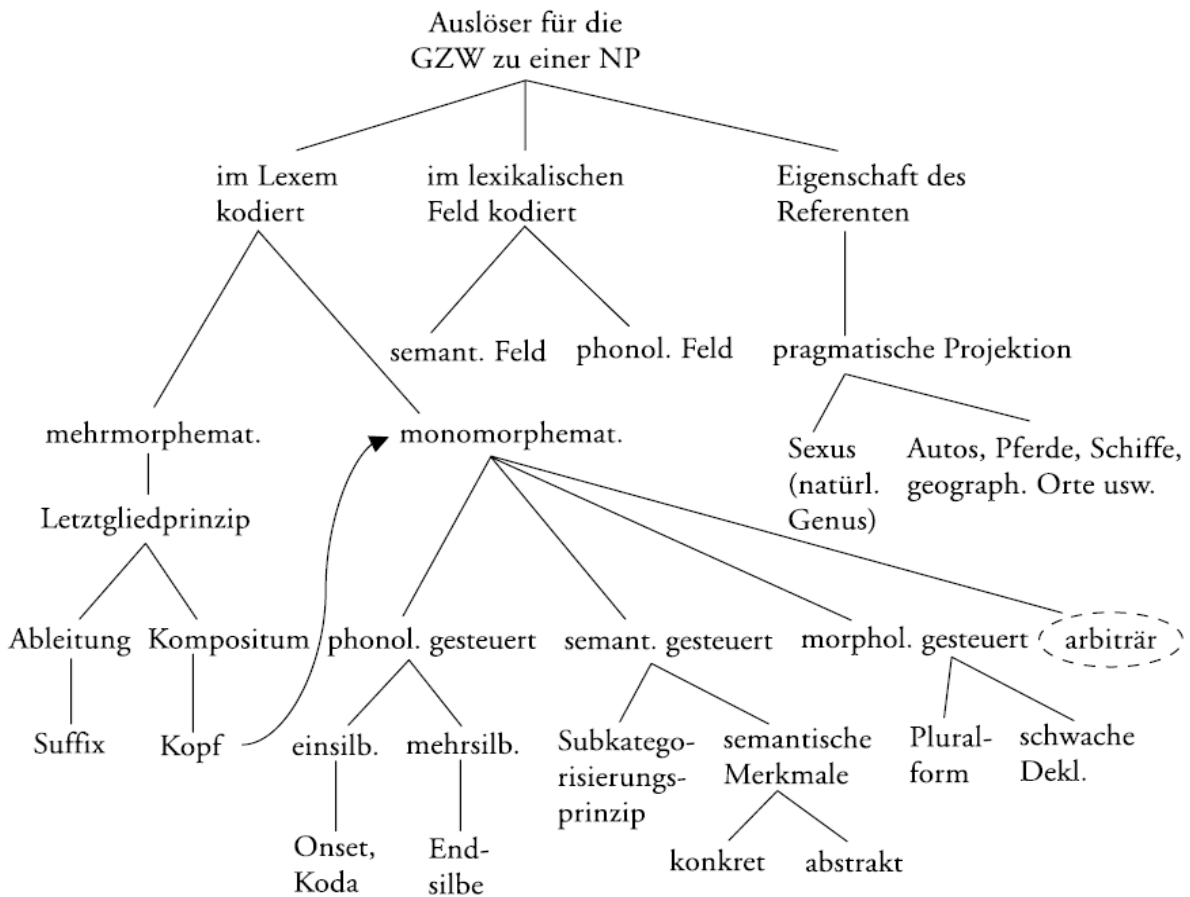 Auslöser für die
GZW zu einer NP
im Lexem
kodiert
im lexikalischen
Feld kodiert
Eigenschaft des
Referenten
semant. Feld
phonol. Feld
pragmatische Projektion
mehrmorphemat.
monomorphemat.
Sexus
(natürl.
Genus)
Autos, Pferde, Schiffe,
geograph. Orte usw.
Letztgliedprinzip
Ableitung
Kompositum
phonol. gesteuert
semant. gesteuert
morphol. gesteuert
arbiträr
Suffix
Kopf
einsilb.
mehrsilb.
Subkatego-
risierungs-
prinzip
semantische
Merkmale
Plural-
form
schwache
Dekl.
Onset,
Koda
End-
silbe
konkret
abstrakt